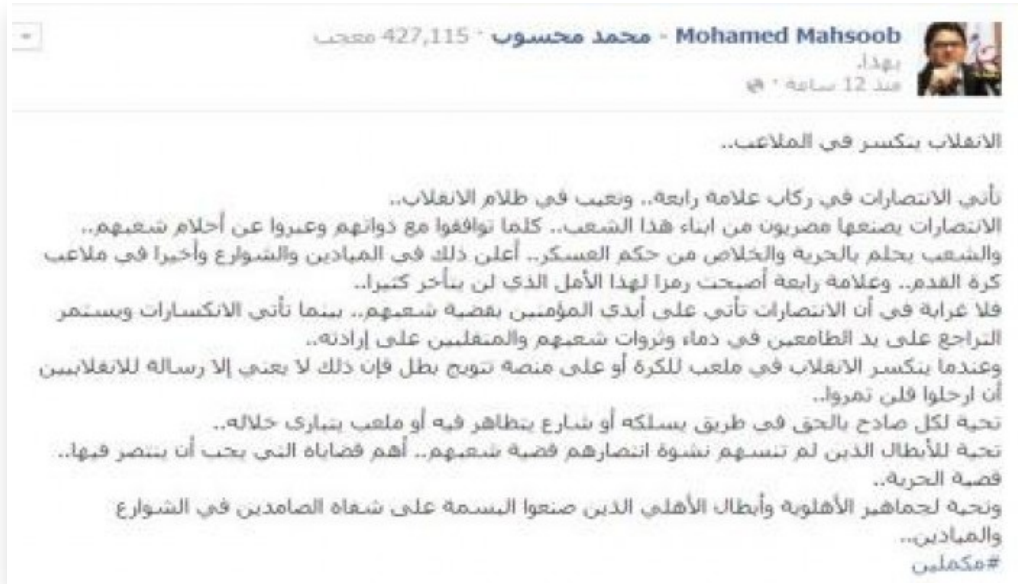 Mohamed Mahsoob - محمد محسوب · 427,115 معجب
بهذا.
منذ 12 ساعة ·
الانقلاب ينكسر في الملاعب..
تأتي الانتصارات في ركاب علامة رابعة.. وتغيب في ظلام الانقلاب..
الانتصارات يصنعها مصريون من ابناء هذا الشعب.. كلما توافقوا مع ذواتهم وعبروا عن أحلام شعبهم..
والشعب يحلم بالحرية والخلاص من حكم العسكر.. أعلن ذلك في الميادين والشوارع وأخيرا في ملاعب
كرة القدم.. وعلامة رابعة أصبحت رمزا لهذا الأمل الذي لن يتأخر كثيرا..
فلا غرابة في أن الانتصارات تأتي على أيدي المؤمنين بقضية شعبهم.. بينما تأتي الانكسارات ويستمر
التراجع على يد الطامعين في دماء وثروات شعبهم والمنقلبين على إرادته..
وعندما ينكسر الانقلاب في ملعب للكرة أو على منصة تتويج بطل فإن ذلك لا يعني إلا رسالة للانقلابيين
أن ارحلوا فلن تمروا..
تحية لكل صادح بالحق في طريق يسلكه أو شارع يتظاهر فيه أو ملعب يتبارى خلاله..
تحية للأبطال الذين لم تنسهم نشوة انتصارهم قضية شعبهم.. أهم قضاياه التي يجب أن ينتصر فيها..
قضية الحرية..
وتحية لجماهير الأهلوية وأبطال الأهلي الذين صنعوا البسمة على شفاه الصامدين في الشوارع
والميادين..
#مكملين